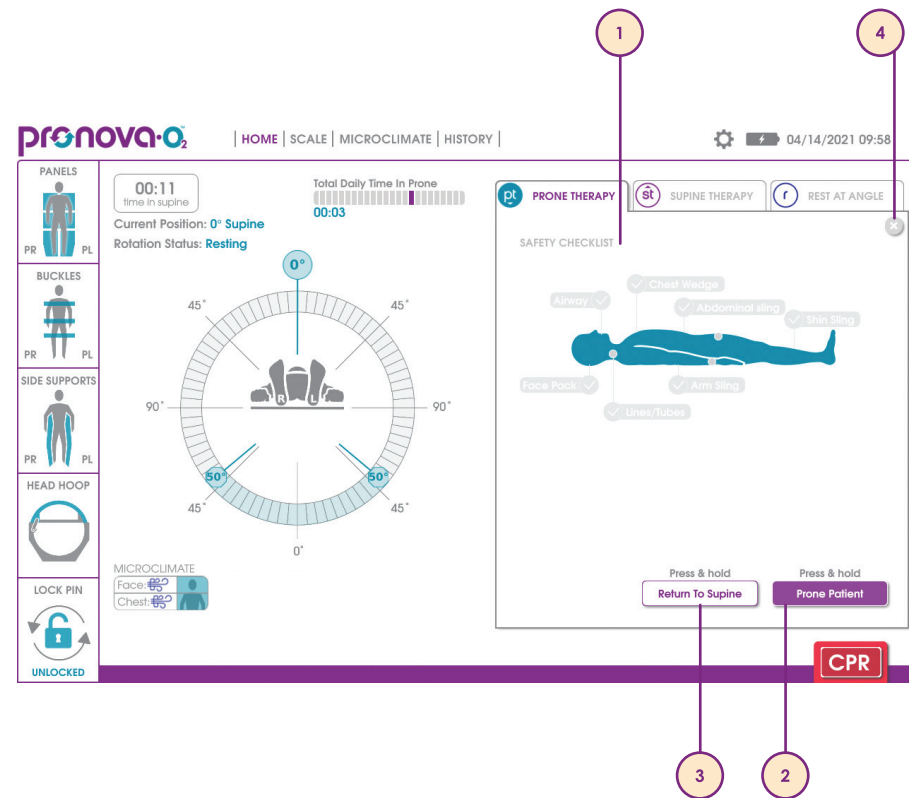 1
4
pronova·O2™
HOME | SCALE | MICROCLIMATE | HISTORY
04/14/2021 09:58
PANELS
PR PL
BUCKLES
PR PL
SIDE SUPPORTS
PR PL
HEAD HOOP
LOCK PIN
UNLOCKED
00:11
time in supine
Total Daily Time In Prone
00:03
Current Position: 0° Supine
Rotation Status: Resting
0°
45° 45°
R L
90° 90°
50° 50°
45° 45°
0°
MICROCLIMATE
Face:
Chest:
pt PRONE THERAPY
st SUPINE THERAPY
r REST AT ANGLE
SAFETY CHECKLIST
Chest Wedge
Airway
Abdominal sling
Shin Sling
Face Pack
Arm Sling
Lines/Tubes
Press & hold
Return To Supine
Press & hold
Prone Patient
CPR
3
2